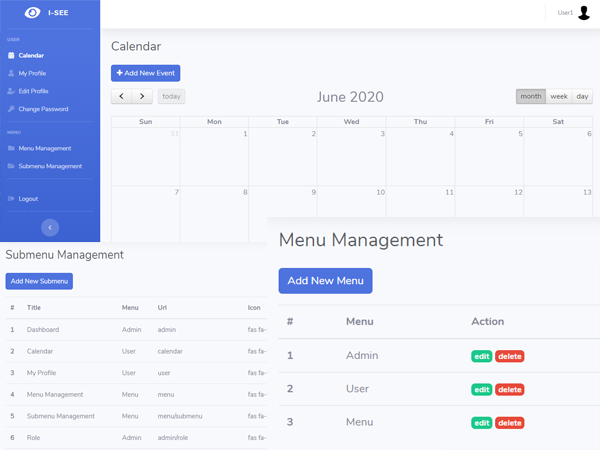 I-SEE
User1
USER
Calendar
My Profile
Edit Profile
Change Password
MENU
Menu Management
Submenu Management
Logout
Calendar
Add New Event
today
June 2020
month week day
Sun Mon Tue Wed Thu Fri Sat
31 1 2 3 4 5 6
7 8 9 10 11 12 13
Submenu Management
Add New Submenu
# Title Menu Url Icon
1 Dashboard Admin admin fas fa-
2 Calendar User calendar fas fa-
3 My Profile User user fas fa-
4 Menu Management Menu menu fas fa-
5 Submenu Management Menu menu/submenu fas fa-
6 Role Admin admin/role fas fa-
Menu Management
Add New Menu
# Menu Action
1 Admin edit delete
2 User edit delete
3 Menu edit delete